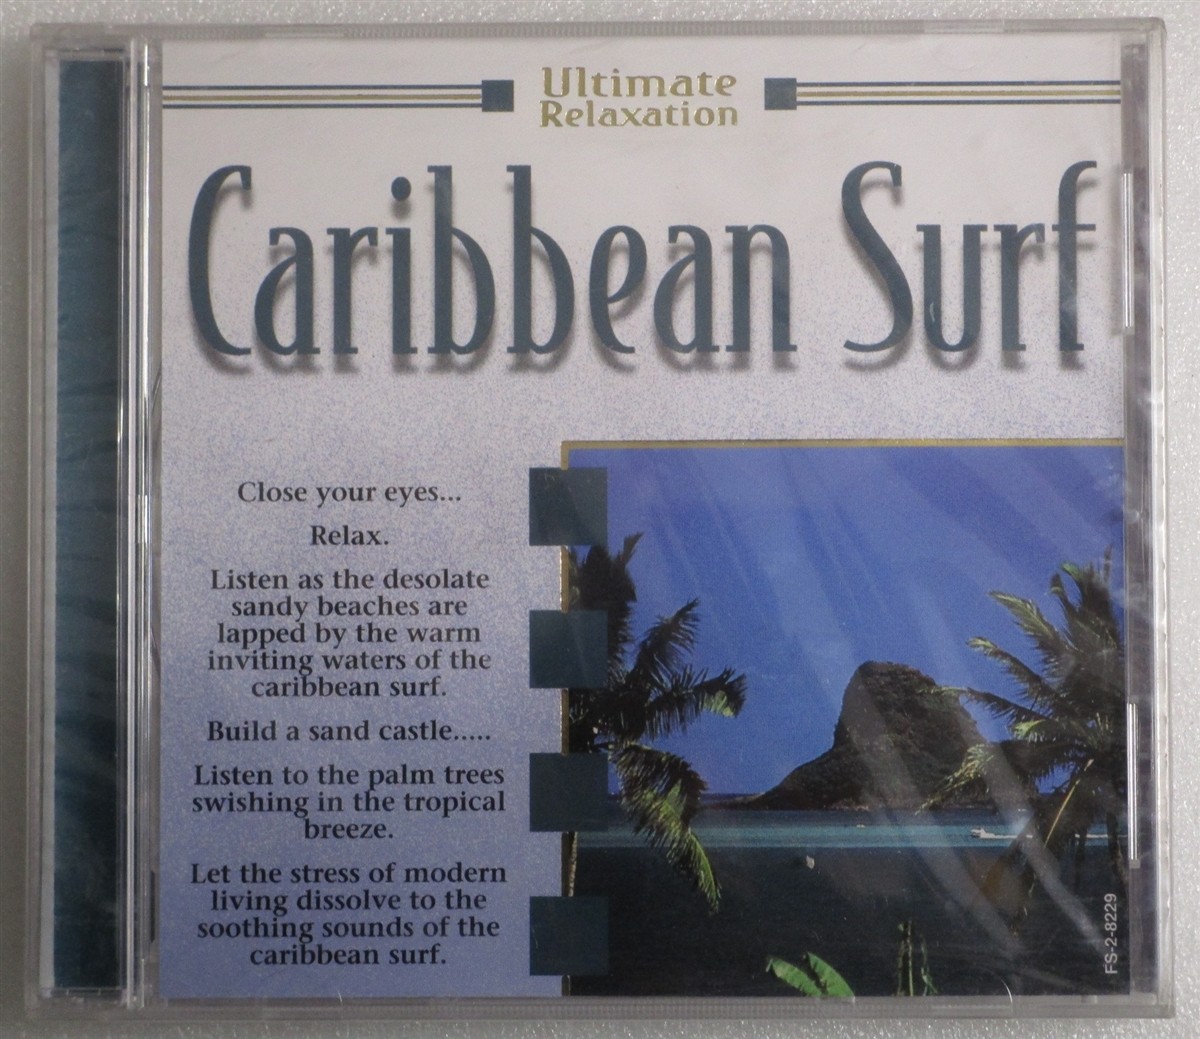 Ultimate
Relaxation
Caribbean Surf
Close your eyes...
Relax.
Listen as the desolate
sandy beaches are
lapped by the warm
inviting waters of the
caribbean surf.
Build a sand castle.....
Listen to the palm trees
swishing in the tropical
breeze.
Let the stress of modern
living dissolve to the
soothing sounds of the
caribbean surf.
FS-2-8229